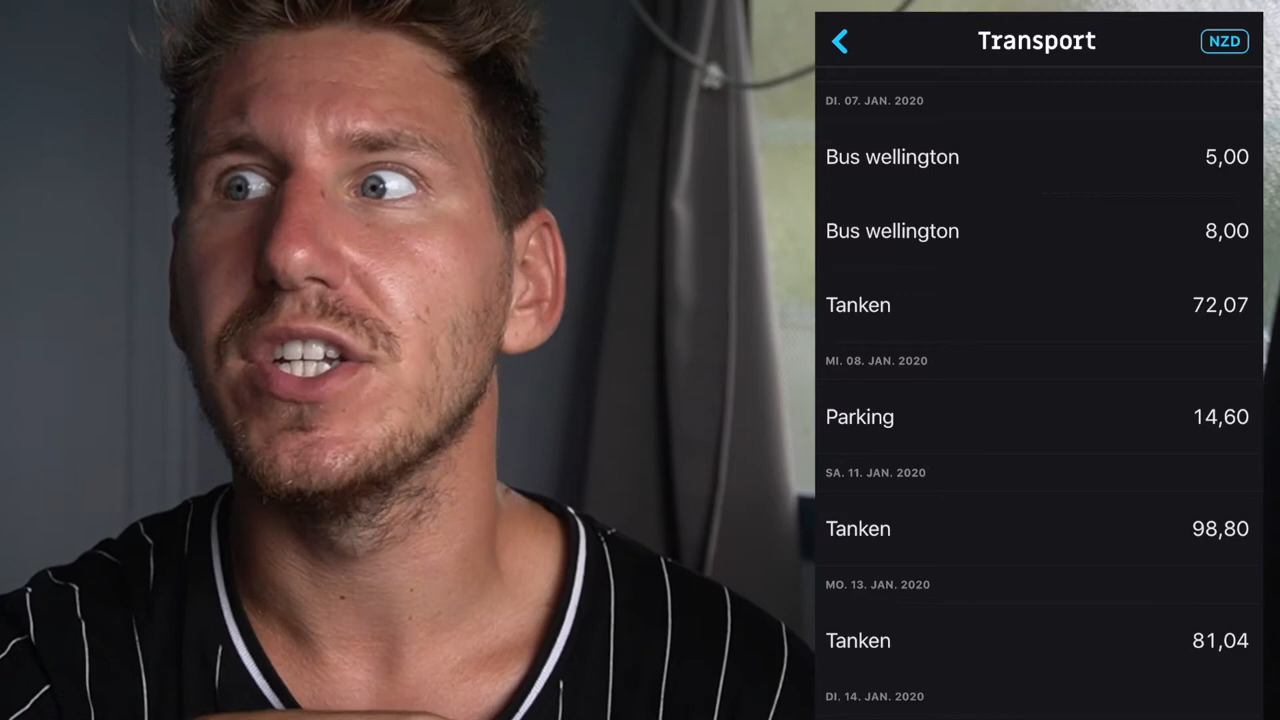 Transport
NZD
DI. 07. JAN. 2020
Bus wellington 5,00
Bus wellington 8,00
Tanken 72,07
MI. 08. JAN. 2020
Parking 14,60
SA. 11. JAN. 2020
Tanken 98,80
MO. 13. JAN. 2020
Tanken 81,04
DI. 14. JAN. 2020